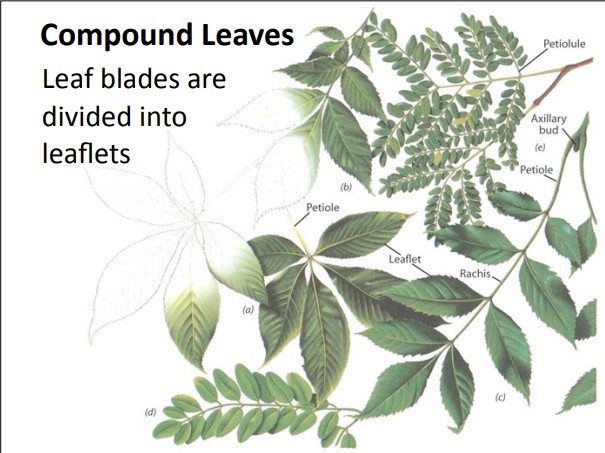 Compound Leaves
Leaf blades are
divided into
leaflets
Petiolule
Axillary
bud
(e)
Petiole
(b)
Petiole
Leaflet
Rachis
(a)
(c)
(d)